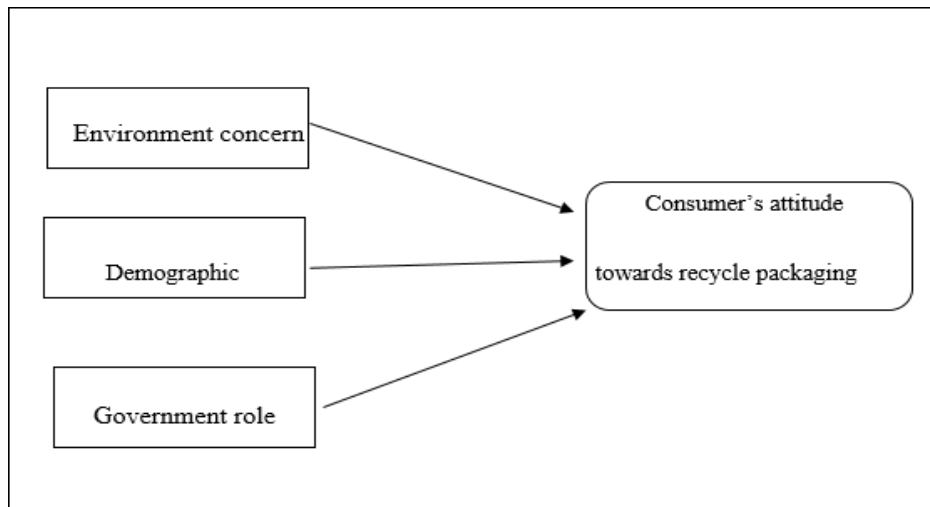 Environment concern
Demographic
Government role
Consumer’s attitude
towards recycle packaging